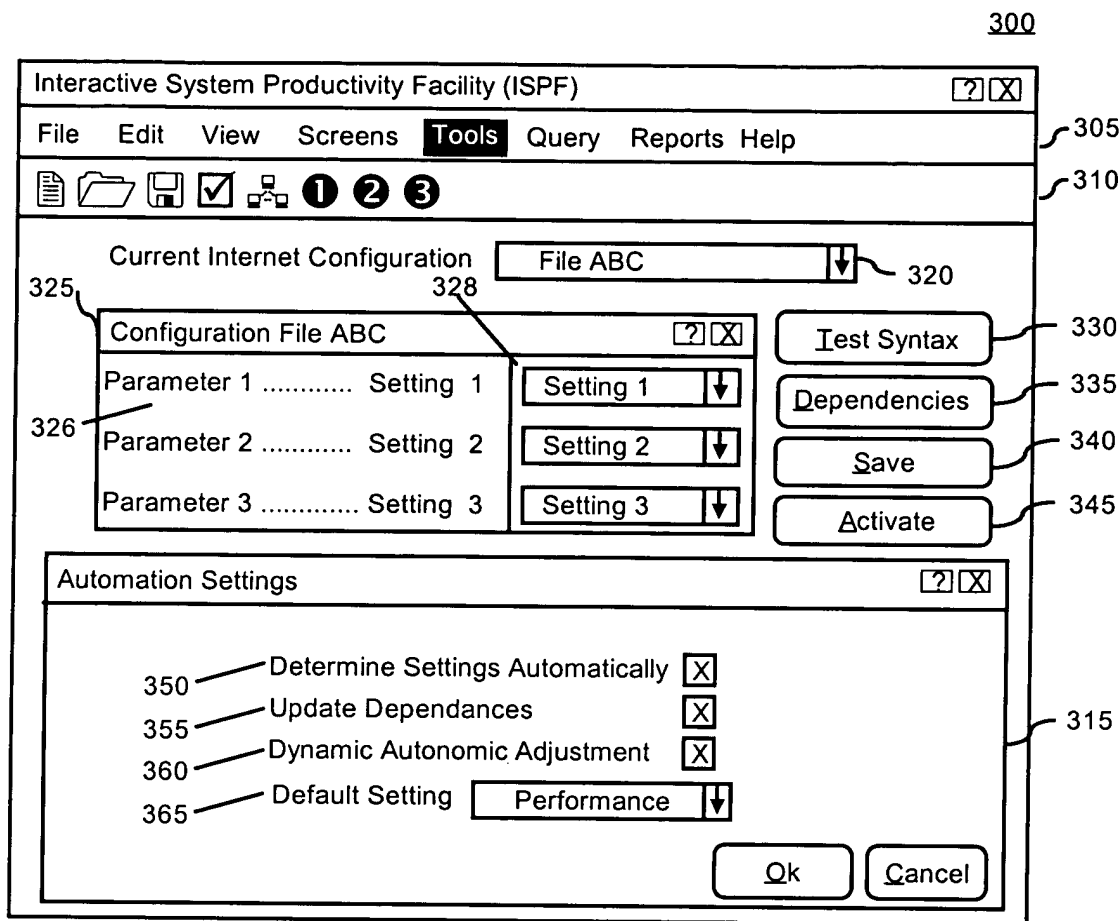 300
Interactive System Productivity Facility (ISPF) ? X
File Edit View Screens Tools Query Reports Help 305
1 2 3 310
Current Internet Configuration File ABC 320
325 328
Configuration File ABC ? X Test Syntax 330
Parameter 1 ............ Setting 1 Setting 1 Dependencies 335
326
Parameter 2 ............ Setting 2 Setting 2 Save 340
Parameter 3 ............. Setting 3 Setting 3 Activate 345
Automation Settings ? X
350 Determine Settings Automatically X
355 Update Dependances X 315
360 Dynamic Autonomic Adjustment X
365 Default Setting Performance
Ok Cancel